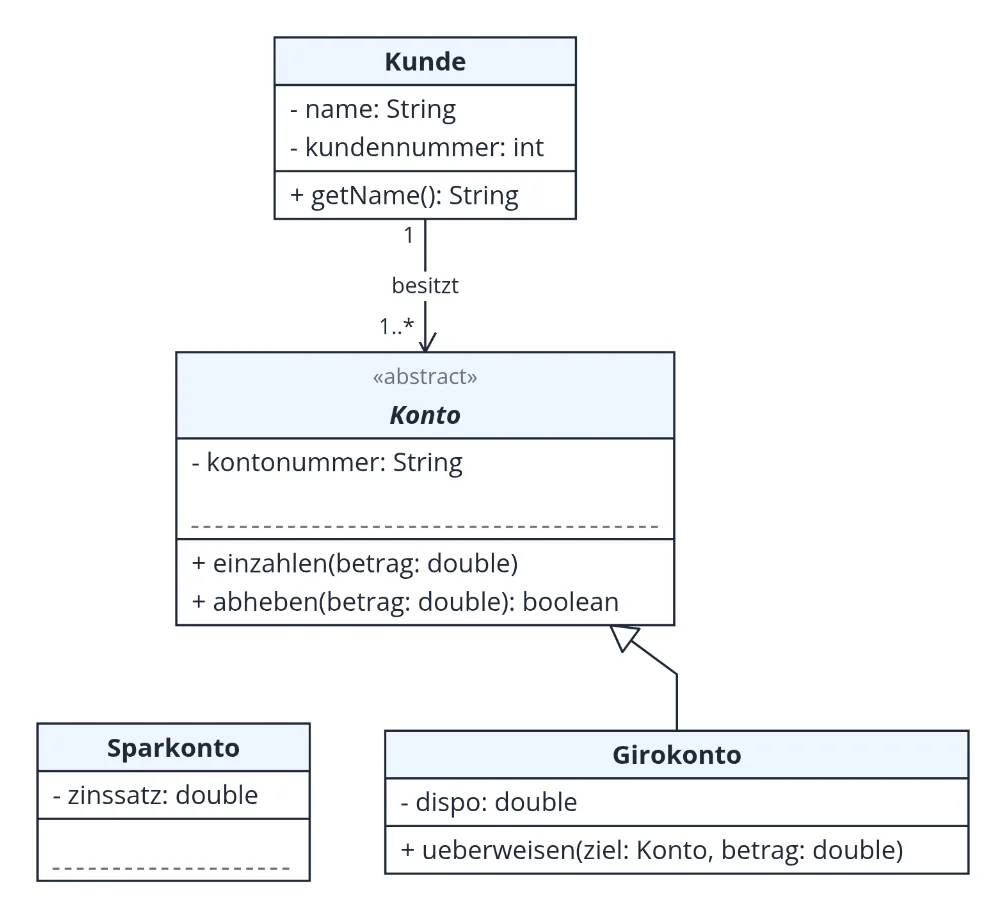 Kunde
- name: String
- kundennummer: int
+ getName(): String
1
besitzt
1..*
«abstract»
Konto
- kontonummer: String
+ einzahlen(betrag: double)
+ abheben(betrag: double): boolean
Sparkonto
- zinssatz: double
Girokonto
- dispo: double
+ ueberweisen(ziel: Konto, betrag: double)